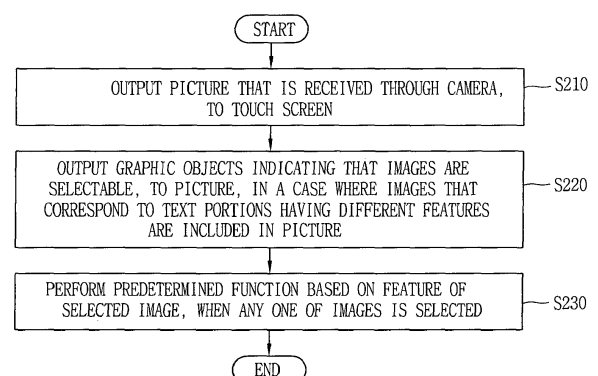 START
OUTPUT PICTURE THAT IS RECEIVED THROUGH CAMERA,
TO TOUCH SCREEN
S210
OUTPUT GRAPHIC OBJECTS INDICATING THAT IMAGES ARE
SELECTABLE, TO PICTURE, IN A CASE WHERE IMAGES THAT
CORRESPOND TO TEXT PORTIONS HAVING DIFFERENT FEATURES
ARE INCLUDED IN PICTURE
S220
PERFORM PREDETERMINED FUNCTION BASED ON FEATURE OF
SELECTED IMAGE, WHEN ANY ONE OF IMAGES IS SELECTED
S230
END